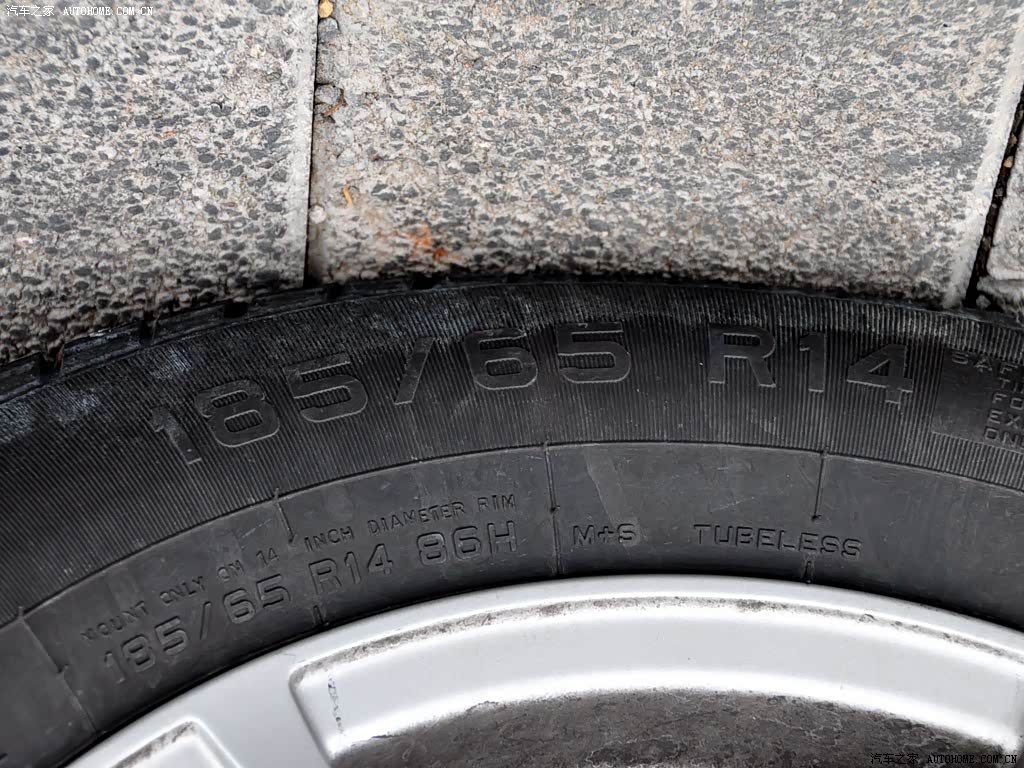 汽车之家 AUTOHOME.COM.CN
185/65 R14
MOUNT ONLY ON 14 INCH DIAMETER RIM
185/65 R14 86H
M+S TUBELESS
汽车之家 AUTOHOME.COM.CN